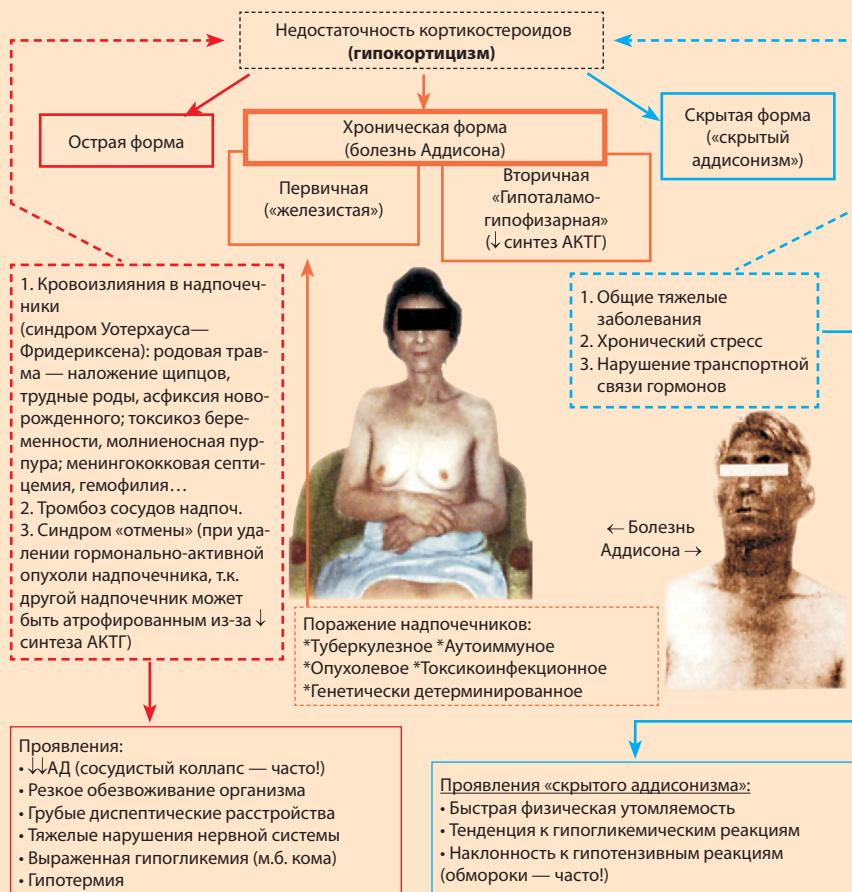 Недостаточность кортикостероидов
(гипокортицизм)
Острая форма
Хроническая форма
(болезнь Аддисона)
Скрытая форма
(«скрытый
аддисонизм»)
Первичная
(«железистая»)
Вторичная
«Гипоталамо-
гипофизарная»
(↓ синтез АКТГ)
1. Кровоизлияния в надпочеч-
ники
(синдром Уотерхауса—
Фридериксена): родовая трав-
ма — наложение щипцов,
трудные роды, асфиксия ново-
рожденного; токсикоз бере-
менности, молниеносная пур-
пура; менингококковая септи-
цемия, гемофилия…
2. Тромбоз сосудов надпоч.
3. Синдром «отмены» (при уда-
лении гормонально-активной
опухоли надпочечника, т.к.
другой надпочечник может
быть атрофированным из-за ↓
синтеза АКТГ)
1. Общие тяжелые
заболевания
2. Хронический стресс
3. Нарушение транспортной
связи гормонов
← Болезнь
Аддисона →
Поражение надпочечников:
*Туберкулезное *Аутоиммуное
*Опухолевое *Токсикоинфекционное
*Генетически детерминированное
Проявления:
• ↓↓АД (сосудистый коллапс — часто!)
• Резкое обезвоживание организма
• Грубые диспептические расстройства
• Тяжелые нарушения нервной системы
• Выраженная гипогликемия (м.б. кома)
• Гипотермия
Проявления «скрытого аддисонизма»:
• Быстрая физическая утомляемость
• Тенденция к гипогликемическим реакциям
• Наклонность к гипотензивным реакциям
(обмороки — часто!)